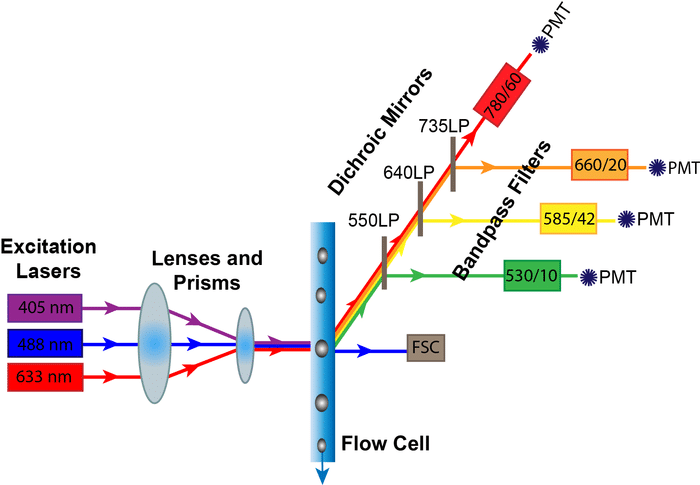 Excitation
Lasers
405 nm
488 nm
633 nm
Lenses and
Prisms
Flow Cell
FSC
Dichroic Mirrors
550LP
640LP
735LP
Bandpass Filters
780/60
PMT
660/20
PMT
585/42
PMT
530/10
PMT